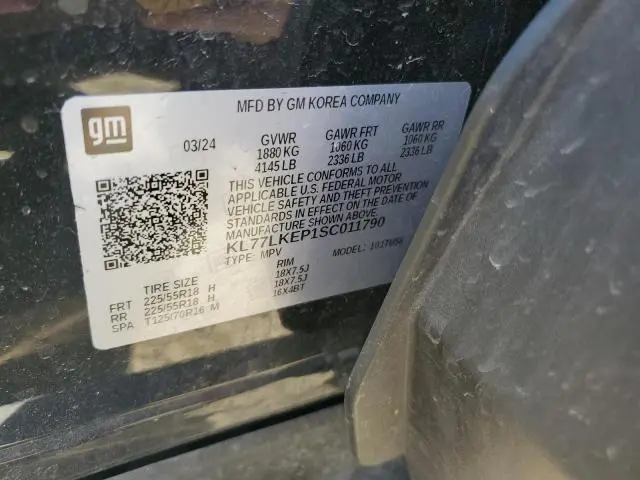 MFD BY GM KOREA COMPANY
gm
03/24 GVWR GAWR FRT GAWR RR
1880 KG 1060 KG 1060 KG
4145 LB 2336 LB 2336 LB
THIS VEHICLE CONFORMS TO ALL
APPLICABLE U.S. FEDERAL MOTOR
VEHICLE SAFETY AND THEFT PREVENTION
STANDARDS IN EFFECT ON THE DATE OF
MANUFACTURE SHOWN ABOVE.
KL77LKEP1SC011790
TYPE: MPV MODEL:
TIRE SIZE RIM
FRT 225/55R18 H 18X7.5J
RR 225/55R18 H 18X7.5J
SPA T125/70R16 M 16X4BT